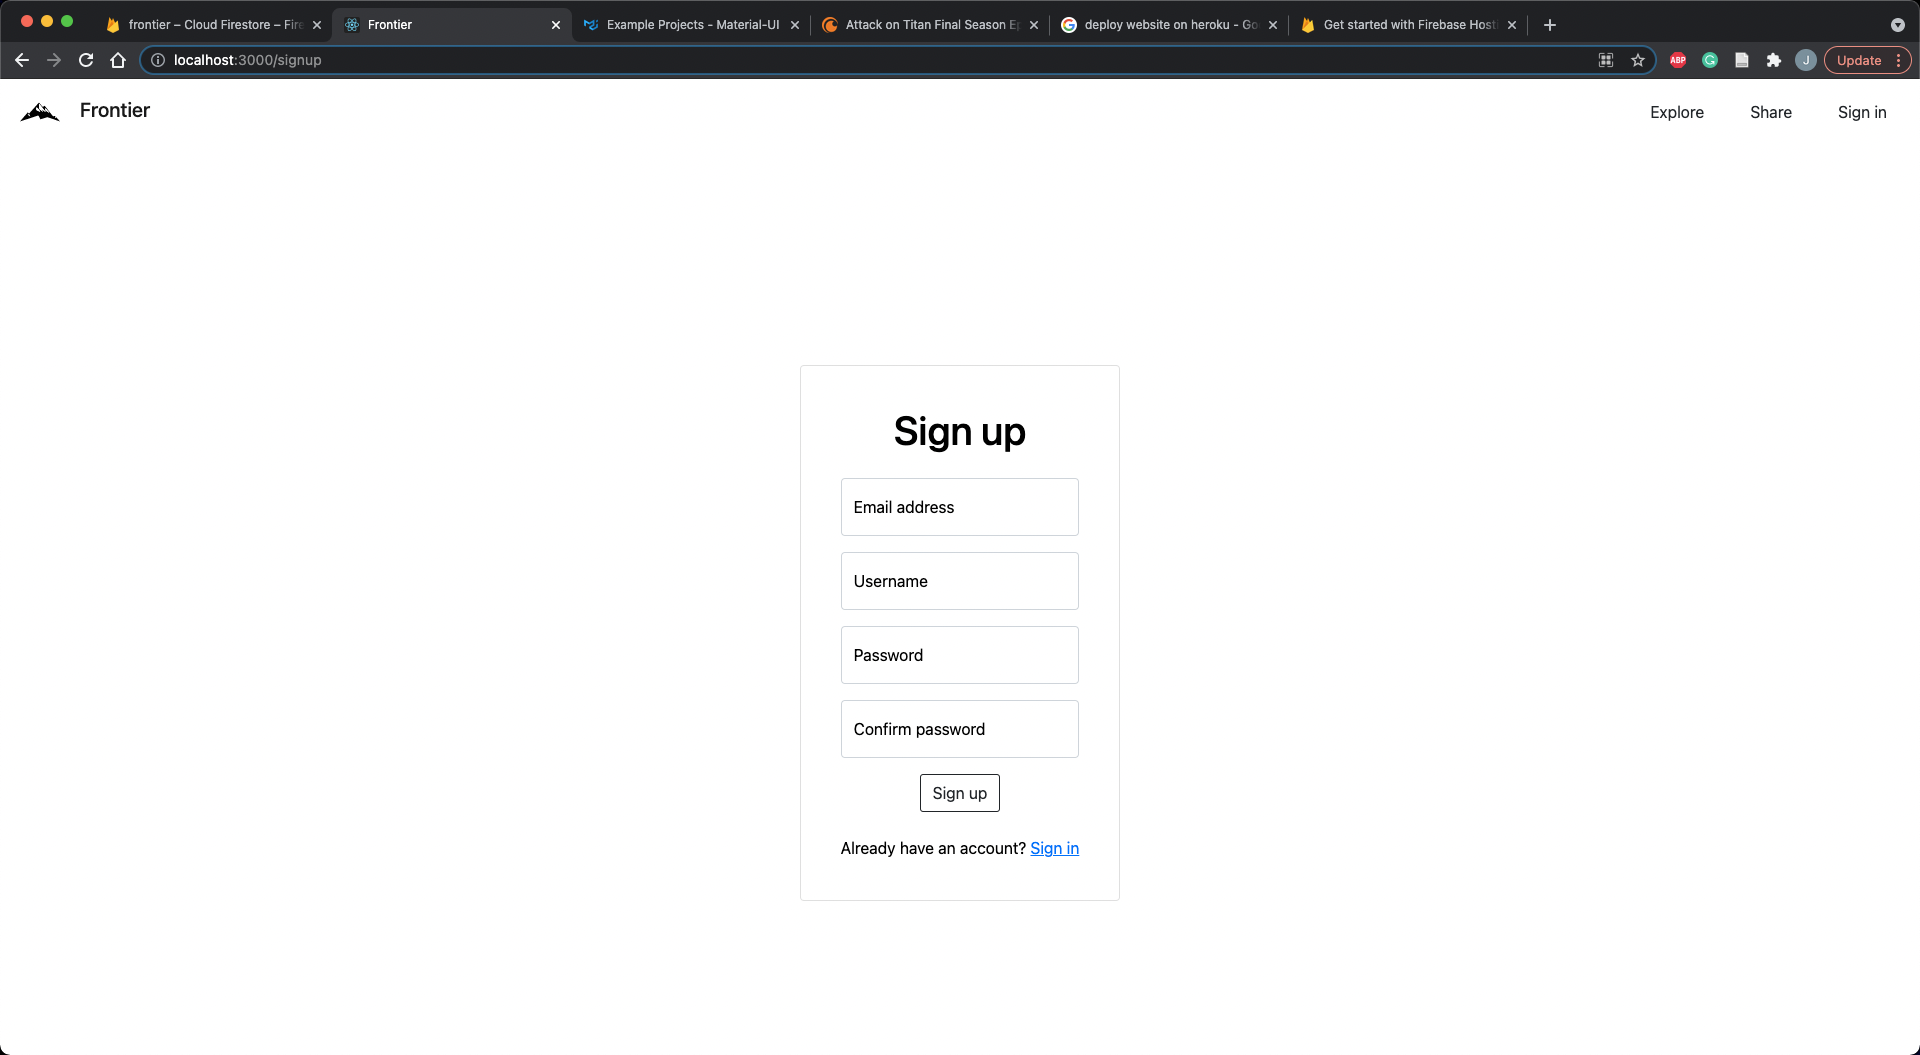 frontier – Cloud Firestore – Fire
Frontier
Example Projects - Material-UI
Attack on Titan Final Season Ep
deploy website on heroku - Go
Get started with Firebase Hosti
localhost:3000/signup
ABP
G
J
Update
Frontier
Explore
Share
Sign in
Sign up
Email address
Username
Password
Confirm password
Sign up
Already have an account? Sign in